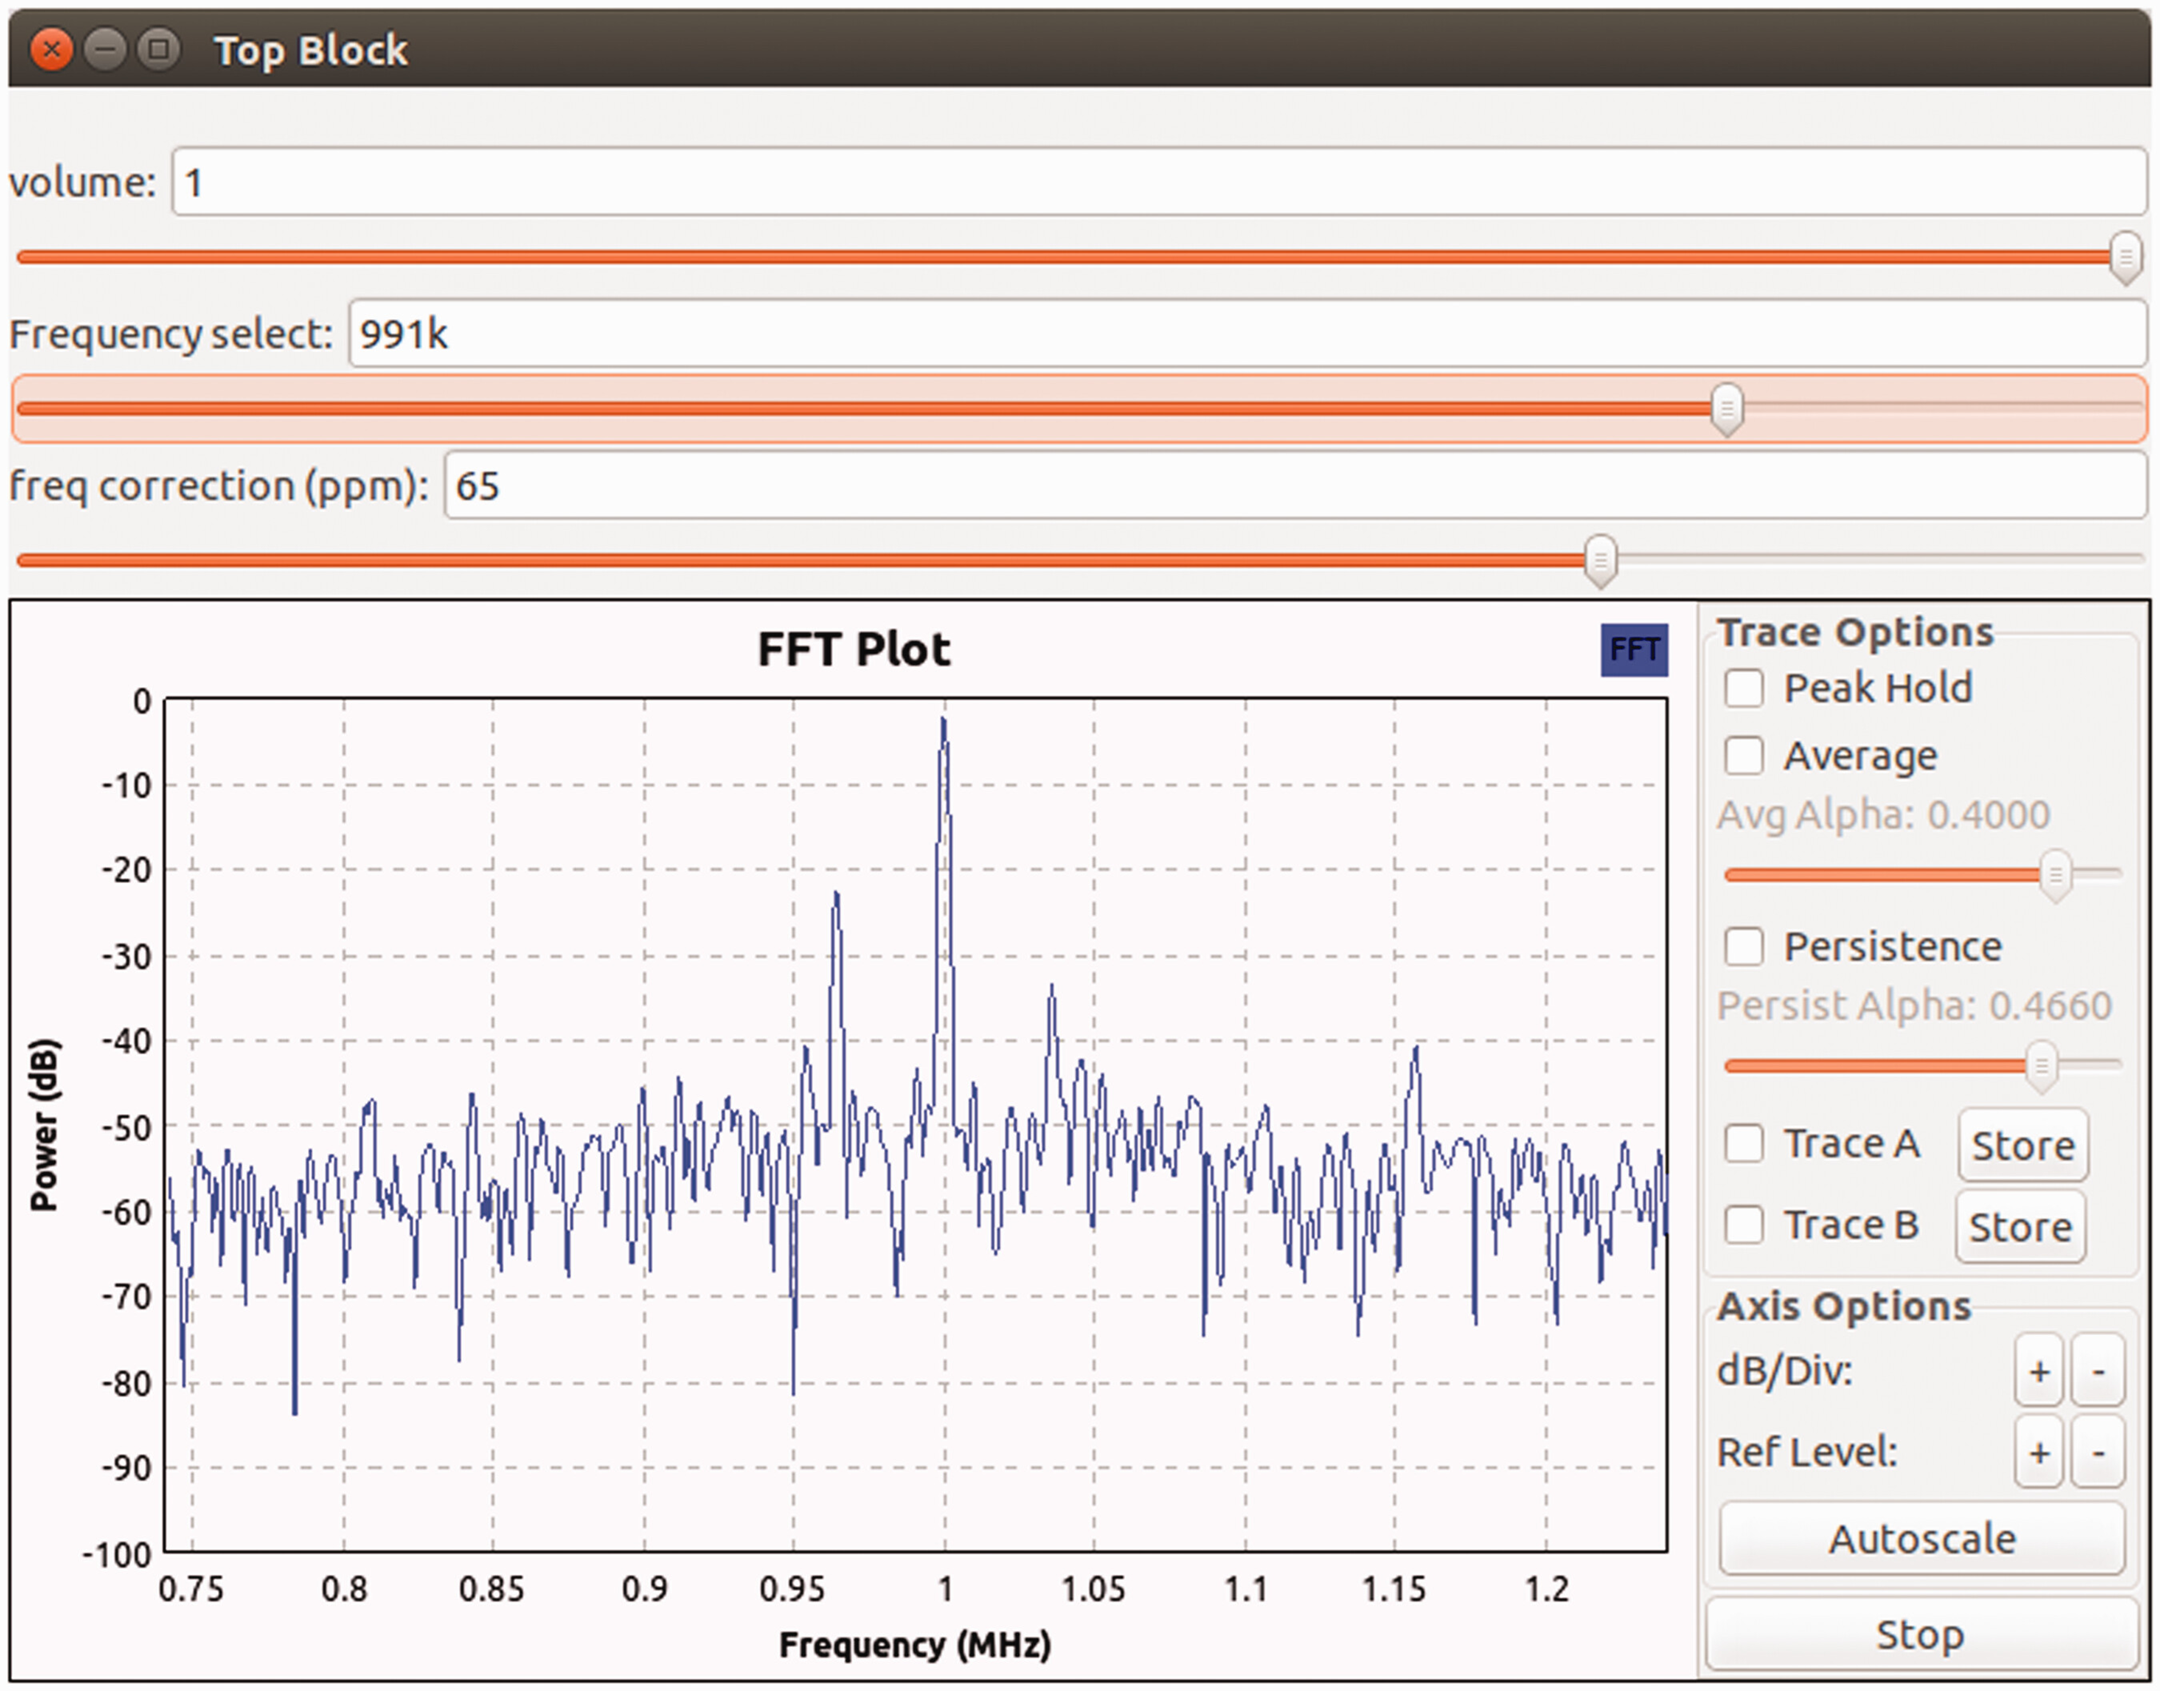 Top Block
volume: 1
Frequency select: 991k
freq correction (ppm): 65
FFT Plot
FFT
0
-10
-20
-30
-40
-50
-60
-70
-80
-90
-100
Power (dB)
0.75 0.8 0.85 0.9 0.95 1 1.05 1.1 1.15 1.2
Frequency (MHz)
Trace Options
Peak Hold
Average
Avg Alpha: 0.4000
Persistence
Persist Alpha: 0.4660
Trace A Store
Trace B Store
Axis Options
dB/Div: + -
Ref Level: + -
Autoscale
Stop